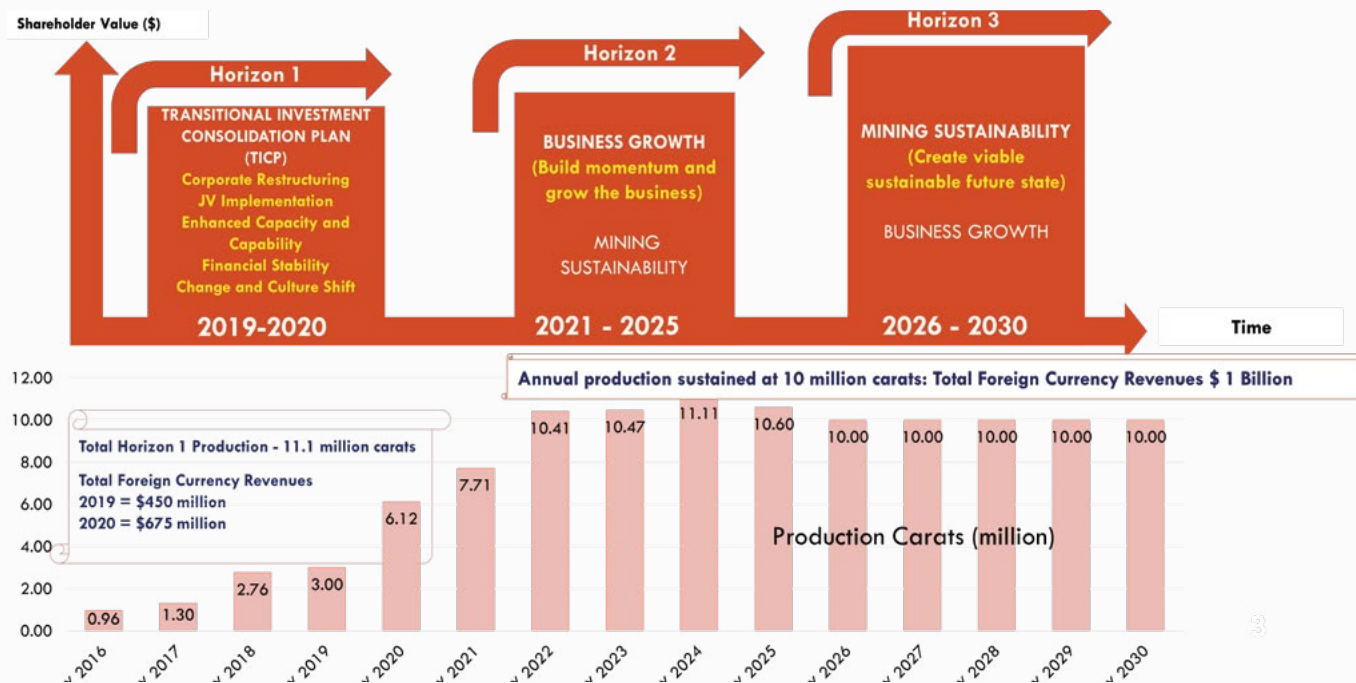 Shareholder Value ($)
Horizon 1
TRANSITIONAL INVESTMENT
CONSOLIDATION PLAN
(TICP)
Corporate Restructuring
JV Implementation
Enhanced Capacity and
Capability
Financial Stability
Change and Culture Shift
2019-2020
Horizon 2
BUSINESS GROWTH
(Build momentum and
grow the business)
MINING
SUSTAINABILITY
2021 - 2025
Horizon 3
MINING SUSTAINABILITY
(Create viable
sustainable future state)
BUSINESS GROWTH
2026 - 2030
Time
Annual production sustained at 10 million carats: Total Foreign Currency Revenues $ 1 Billion
Total Horizon 1 Production - 11.1 million carats
Total Foreign Currency Revenues
2019 = $450 million
2020 = $675 million
Production Carats (million)
12.00
10.00
8.00
6.00
4.00
2.00
0.00
0.96
1.30
2.76
3.00
6.12
7.71
10.41
10.47
11.11
10.60
10.00
10.00
10.00
10.00
10.00
2016
2017
2018
2019
2020
2021
2022
2023
2024
2025
2026
2027
2028
2029
2030
3